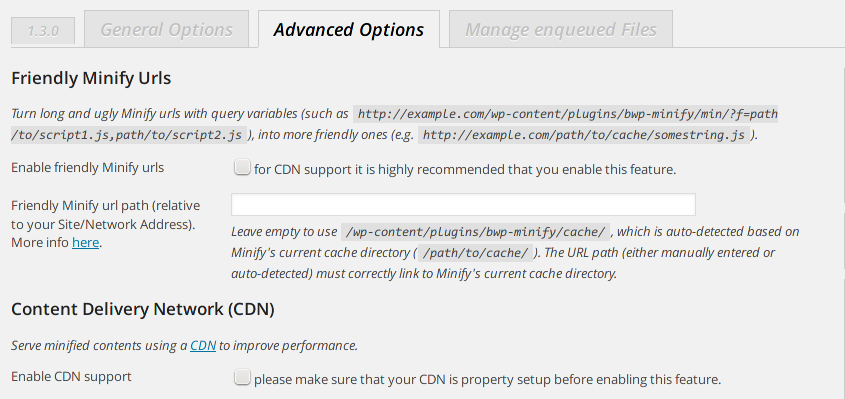 1.3.0 General Options Advanced Options Manage enqueued Files
Friendly Minify Urls
Turn long and ugly Minify urls with query variables (such as http://example.com/wp-content/plugins/bwp-minify/min/?f=path
/to/script1.js,path/to/script2.js ), into more friendly ones (e.g. http://example.com/path/to/cache/somestring.js ).
Enable friendly Minify urls for CDN support it is highly recommended that you enable this feature.
Friendly Minify url path (relative
to your Site/Network Address).
More info here.
Leave empty to use /wp-content/plugins/bwp-minify/cache/ , which is auto-detected based on
Minify's current cache directory ( /path/to/cache/ ). The URL path (either manually entered or
auto-detected) must correctly link to Minify's current cache directory.
Content Delivery Network (CDN)
Serve minified contents using a CDN to improve performance.
Enable CDN support please make sure that your CDN is property setup before enabling this feature.